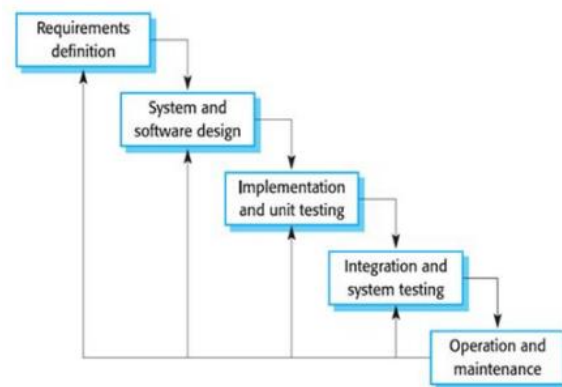 Requirements
definition
System and
software design
Implementation
and unit testing
Integration and
system testing
Operation and
maintenance